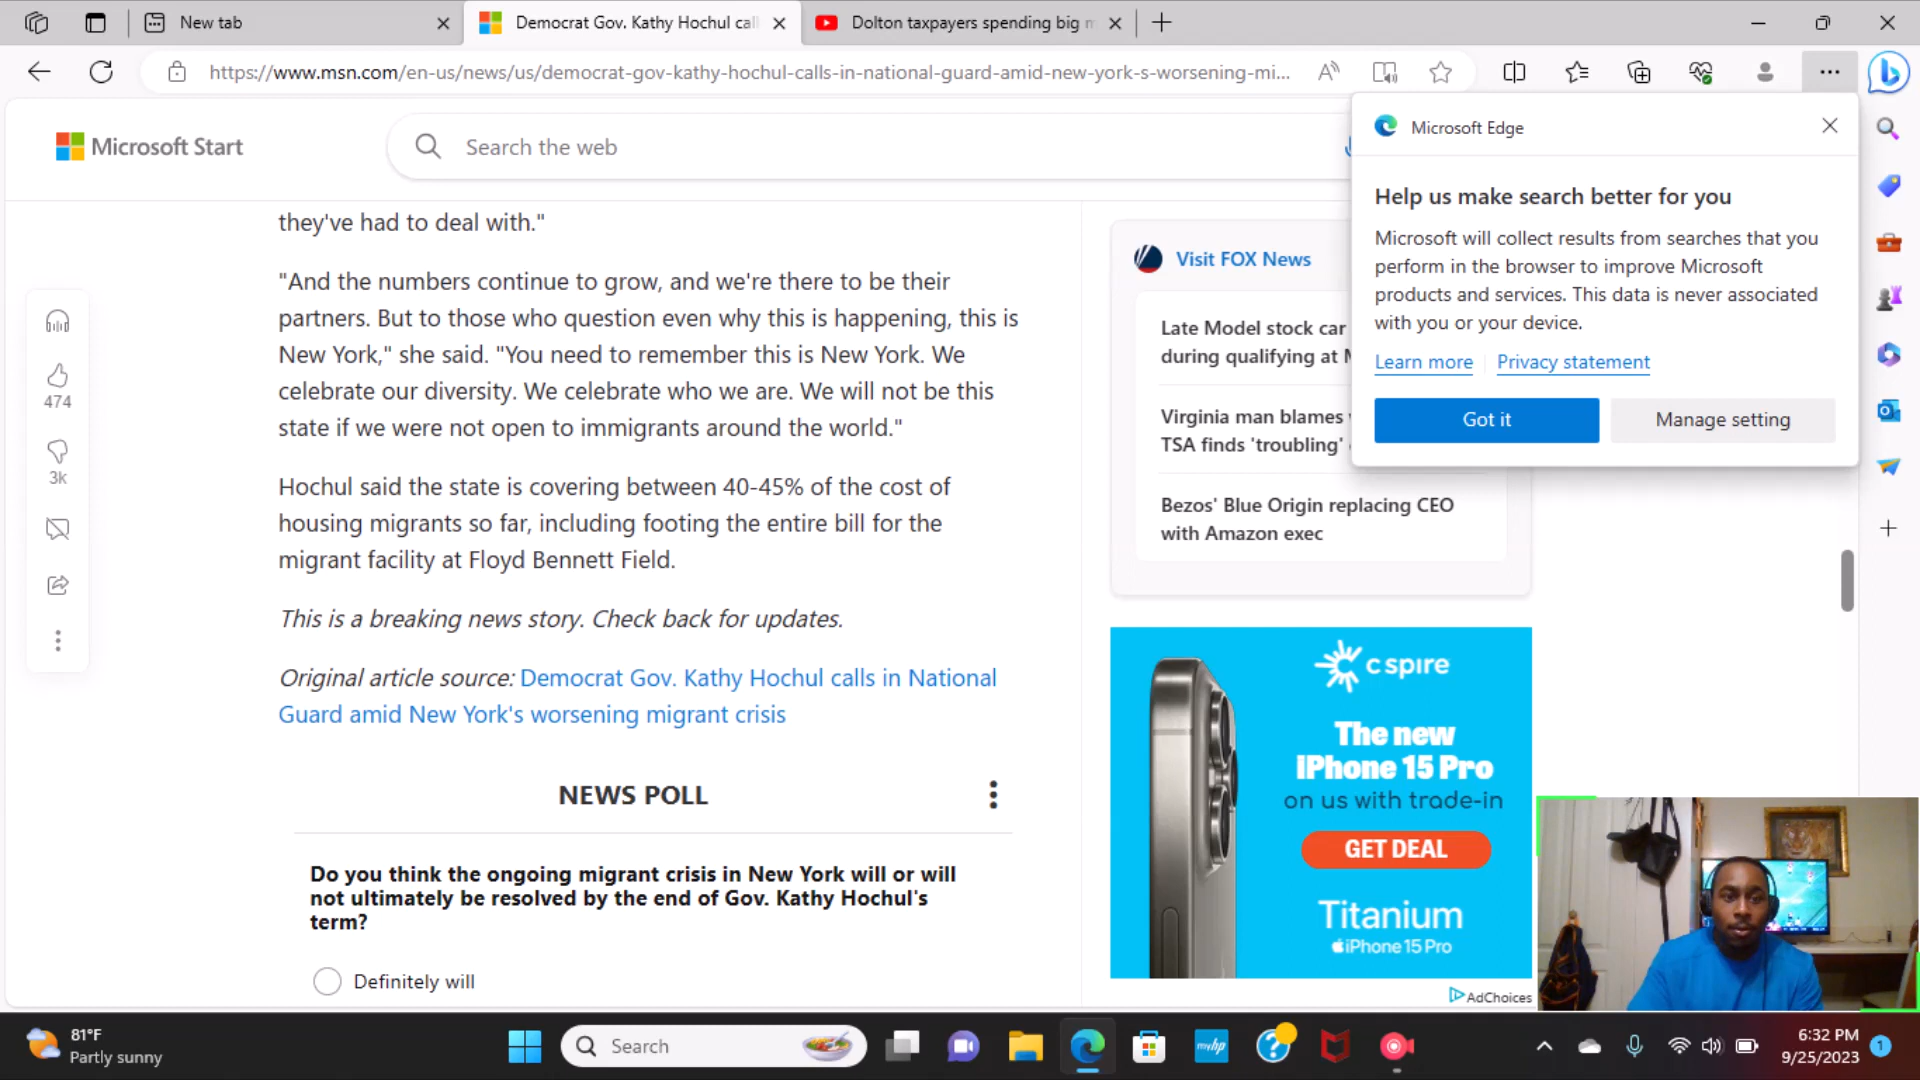 New tab
Democrat Gov. Kathy Hochul cal
Dolton taxpayers spending big m
https://www.msn.com/en-us/news/us/democrat-gov-kathy-hochul-calls-in-national-guard-amid-new-york-s-worsening-mi...
Microsoft Start
Search the web
they've had to deal with."
"And the numbers continue to grow, and we're there to be their
partners. But to those who question even why this is happening, this is
New York," she said. "You need to remember this is New York. We
celebrate our diversity. We celebrate who we are. We will not be this
state if we were not open to immigrants around the world."
Hochul said the state is covering between 40-45% of the cost of
housing migrants so far, including footing the entire bill for the
migrant facility at Floyd Bennett Field.
This is a breaking news story. Check back for updates.
Original article source: Democrat Gov. Kathy Hochul calls in National
Guard amid New York's worsening migrant crisis
474
3k
NEWS POLL
Do you think the ongoing migrant crisis in New York will or will
not ultimately be resolved by the end of Gov. Kathy Hochul's
term?
Definitely will
Visit FOX News
Late Model stock car
during qualifying at
Virginia man blames
TSA finds 'troubling'
Bezos' Blue Origin replacing CEO
with Amazon exec
Microsoft Edge
Help us make search better for you
Microsoft will collect results from searches that you
perform in the browser to improve Microsoft
products and services. This data is never associated
with you or your device.
Learn more
Privacy statement
Got it
Manage setting
c spire
The new
iPhone 15 Pro
on us with trade-in
GET DEAL
Titanium
iPhone 15 Pro
AdChoices
81°F
Partly sunny
Search
myhp
6:32 PM
9/25/2023
1